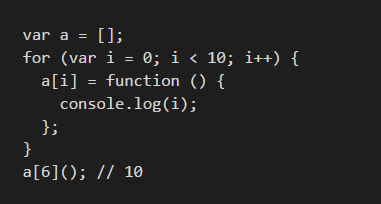 var a = [];
for (var i = 0; i < 10; i++) {
  a[i] = function () {
    console.log(i);
  };
}
a[6](); // 10